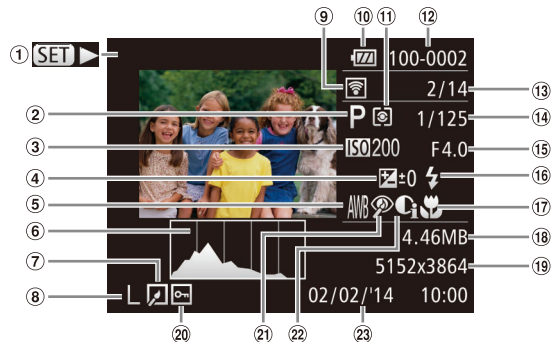 ⑨ ⑩ ⑪ ⑫
① SET 100-0002
2/14 ⑬
② P 1/125 ⑭
③ ISO 200 F4.0 ⑮
④ ±0 ⑯
⑤ AWB ⑰
⑥ 4.46MB ⑱
⑦ 5152x3864 ⑲
⑧ L 02/02/'14 10:00
⑳ ㉑ ㉒ ㉓